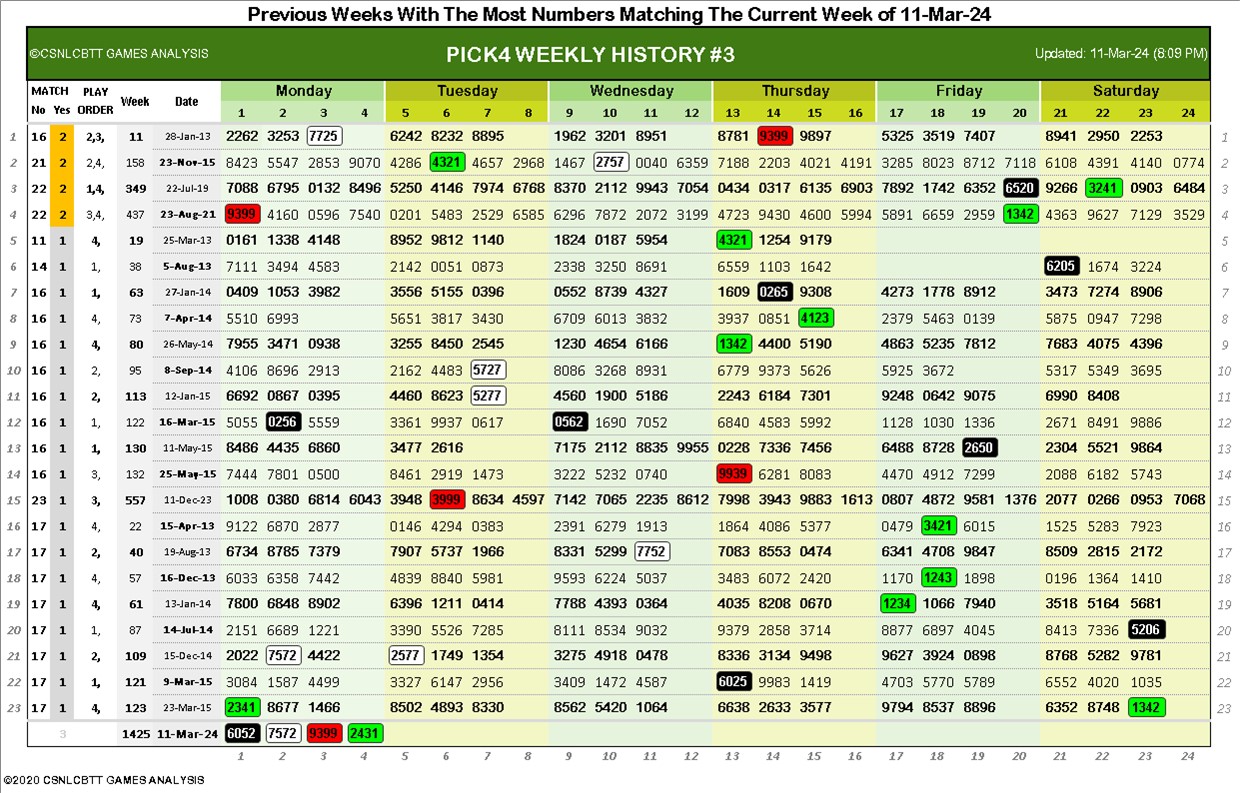 Previous Weeks With The Most Numbers Matching The Current Week of 11-Mar-24
©CSNLCBTT GAMES ANALYSIS PICK4 WEEKLY HISTORY #3 Updated: 11-Mar-24 (8:09 PM)
MATCH PLAY Week Date Monday Tuesday Wednesday Thursday Friday Saturday
No Yes ORDER 1 2 3 4 5 6 7 8 9 10 11 12 13 14 15 16 17 18 19 20 21 22 23 24
1 16 2 2,3, 11 28-Jan-13 2262 3253 7725 6242 8232 8895 1962 3201 8951 8781 9399 9897 5325 3519 7407 8941 2950 2253 1
2 21 2 2,4, 158 23-Nov-15 8423 5547 2853 9070 4286 4321 4657 2968 1467 2757 0040 6359 7188 2203 4021 4191 3285 8023 8712 7118 6108 4391 4140 0774 2
3 22 2 1,4, 349 22-Jul-19 7088 6795 0132 8496 5250 4146 7974 6768 8370 2112 9943 7054 0434 0317 6135 6903 7892 1742 6352 6520 9266 3241 0903 6484 3
4 22 2 3,4, 437 23-Aug-21 9399 4160 0596 7540 0201 5483 2529 6585 6296 7872 2072 3199 4723 9430 4600 5994 5891 6659 2959 1342 4363 9627 7129 3529 4
5 11 1 4, 19 25-Mar-13 0161 1338 4148 8952 9812 1140 1824 0187 5954 4321 1254 9179 5
6 14 1 1, 38 5-Aug-13 7111 3494 4583 2142 0051 0873 2338 3250 8691 6559 1103 1642 6205 1674 3224 6
7 16 1 1, 63 27-Jan-14 0409 1053 3982 3556 5155 0396 0552 8739 4327 1609 0265 9308 4273 1778 8912 3473 7274 8906 7
8 16 1 4, 73 7-Apr-14 5510 6993 5651 3817 3430 6709 6013 3832 3937 0851 4123 2379 5463 0139 5875 0947 7298 8
9 16 1 4, 80 26-May-14 7955 3471 0938 3255 8450 2545 1230 4654 6166 1342 4400 5190 4863 5235 7812 7683 4075 4396 9
10 16 1 2, 95 8-Sep-14 4106 8696 2913 2162 4483 5727 8086 3268 8931 6779 9373 5626 5925 3672 5317 5349 3695 10
11 16 1 2, 113 12-Jan-15 6692 0867 0395 4460 8623 5277 4560 1900 5186 2243 6184 7301 9248 0642 9075 6990 8408 11
12 16 1 1, 122 16-Mar-15 5055 0256 5559 3361 9937 0617 0562 1690 7052 6840 4583 5992 1128 1030 1336 2671 8491 9886 12
13 16 1 1, 130 11-May-15 8486 4435 6860 3477 2616 7175 2112 8835 9955 0228 7336 7456 6488 8728 2650 2304 5521 9864 13
14 16 1 3, 132 25-May-15 7444 7801 0500 8461 2919 1473 3222 5232 0740 9939 6281 8083 4470 4912 7299 2088 6182 5743 14
15 23 1 3, 557 11-Dec-23 1008 0380 6814 6043 3948 3999 8634 4597 7142 7065 2235 8612 7998 3943 9883 1613 0807 4872 9581 1376 2077 0266 0953 7068 15
16 17 1 4, 22 15-Apr-13 9122 6870 2877 0146 4294 0383 2391 6279 1913 1864 4086 5377 0479 3421 6015 1525 5283 7923 16
17 17 1 2, 40 19-Aug-13 6734 8785 7379 7907 5737 1966 8331 5299 7752 7083 8553 0474 6341 4708 9847 8509 2815 2172 17
18 17 1 4, 57 16-Dec-13 6033 6358 7442 4839 8840 5981 9593 6224 5037 3483 6072 2420 1170 1243 1898 0196 1364 1410 18
19 17 1 4, 61 13-Jan-14 7800 6848 8902 6396 1211 0414 7788 4393 0364 4035 8208 0670 1234 1066 7940 3518 5164 5681 19
20 17 1 1, 87 14-Jul-14 2151 6689 1221 3390 5526 7285 8111 8534 9032 9379 2858 3714 8877 6897 4045 8413 7336 5206 20
21 17 1 2, 109 15-Dec-14 2022 7572 4422 2577 1749 1354 3275 4918 0478 8336 3134 9498 9627 3924 0898 8768 5282 9781 21
22 17 1 1, 121 9-Mar-15 3084 1587 4499 3327 6147 2956 3409 1472 4587 6025 9983 1419 4703 5770 5789 6552 4020 1035 22
23 17 1 4, 123 23-Mar-15 2341 8677 1466 8502 4893 8330 8562 5420 1064 6638 2633 3577 9794 8537 8896 6352 8748 1342 23
3 1425 11-Mar-24 6052 7572 9399 2431
1 2 3 4 5 6 7 8 9 10 11 12 13 14 15 16 17 18 19 20 21 22 23 24
©2020 CSNLCBTT GAMES ANALYSIS